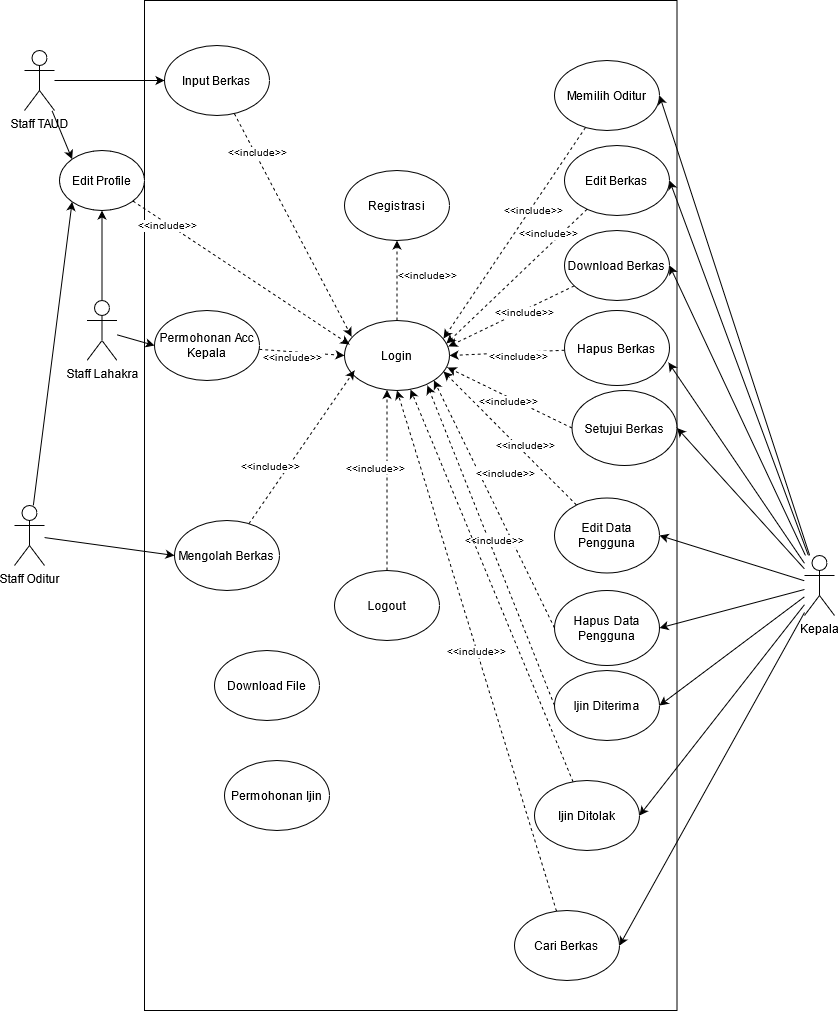 Input Berkas
Memilih Oditur
Staff TAUD
<<include>>
Edit Profile
Edit Berkas
Registrasi
<<include>>
<<include>>
<<include>>
Download Berkas
<<include>>
<<include>>
Permohonan Acc
Kepala
Staff Lahakra
<<include>>
Login
<<include>>
Hapus Berkas
<<include>>
Setujui Berkas
<<include>>
<<include>>
<<include>>
<<include>>
Edit Data
Pengguna
<<include>>
Mengolah Berkas
Staff Oditur
Logout
Hapus Data
Pengguna
Kepala
<<include>>
Download File
Ijin Diterima
Permohonan Ijin
Ijin Ditolak
Cari Berkas